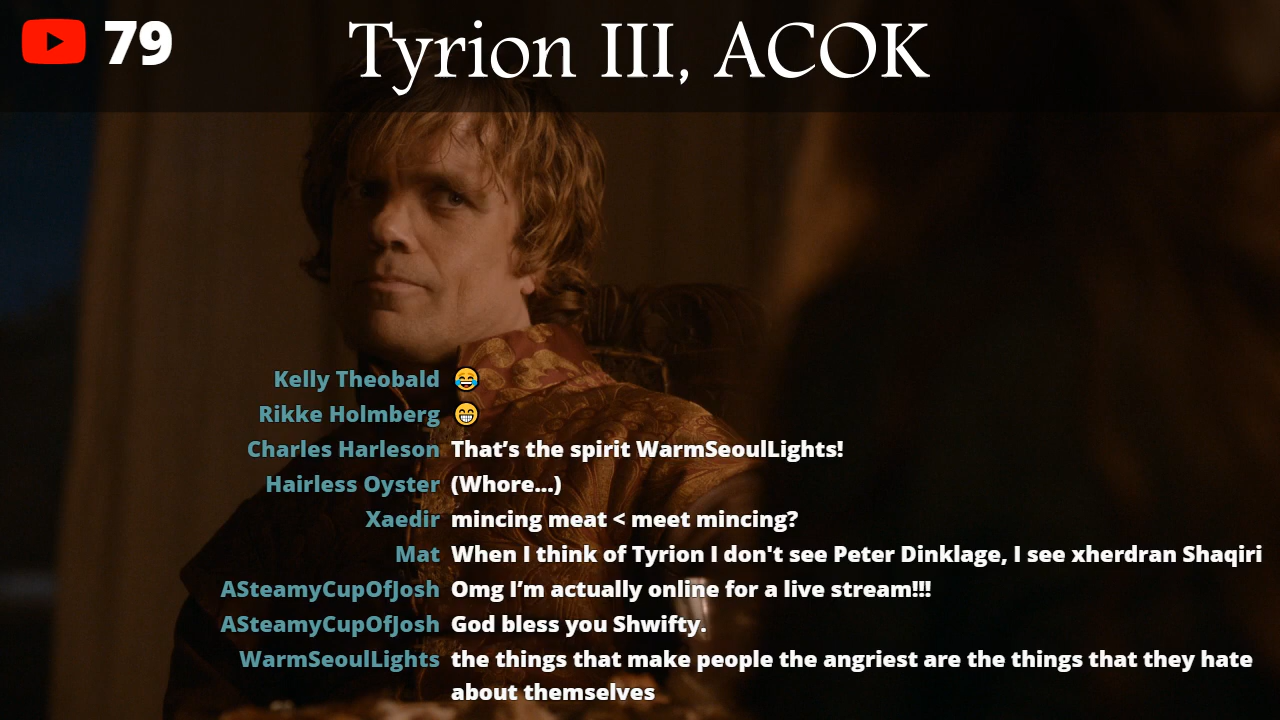 79
Tyrion III, ACOK
Kelly Theobald 😂
Rikke Holmberg 😁
Charles Harleson That’s the spirit WarmSeoulLights!
Hairless Oyster (Whore...)
Xaedir mincing meat < meet mincing?
Mat When I think of Tyrion I don't see Peter Dinklage, I see xherdran Shaqiri
ASteamyCupOfJosh Omg I’m actually online for a live stream!!!
ASteamyCupOfJosh God bless you Shwifty.
WarmSeoulLights the things that make people the angriest are the things that they hate
about themselves